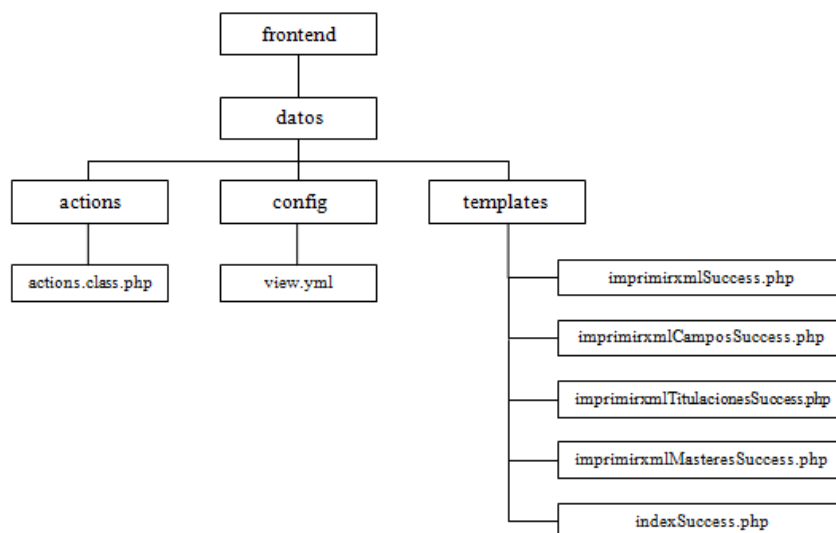 frontend
datos
actions
config
templates
actions.class.php
view.yml
imprimirxmlSuccess.php
imprimirxmlCamposSuccess.php
imprimirxmlTitulacionesSuccess.php
imprimirxmlMasteresSuccess.php
indexSuccess.php